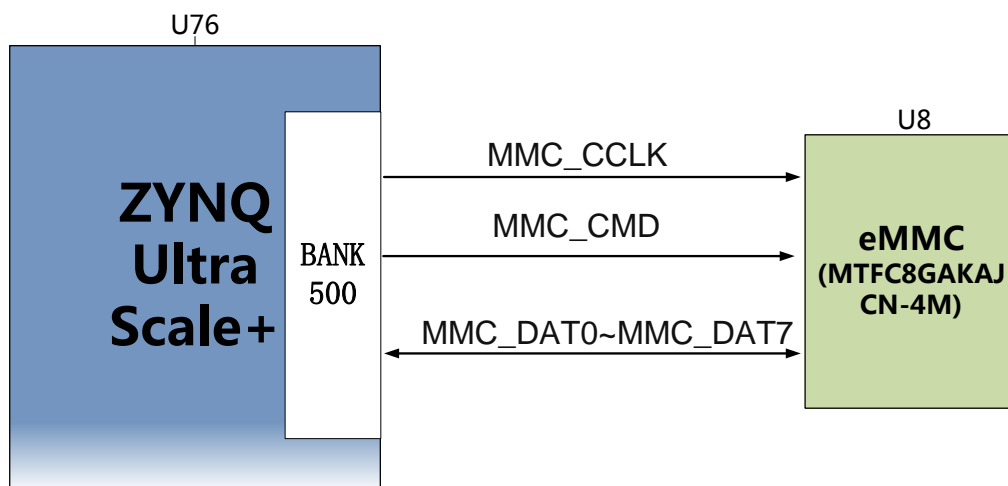 U76
U8
ZYNQ
Ultra
Scale+
BANK
500
MMC_CCLK
MMC_CMD
MMC_DAT0~MMC_DAT7
eMMC
(MTFC8GAKAJ
CN-4M)